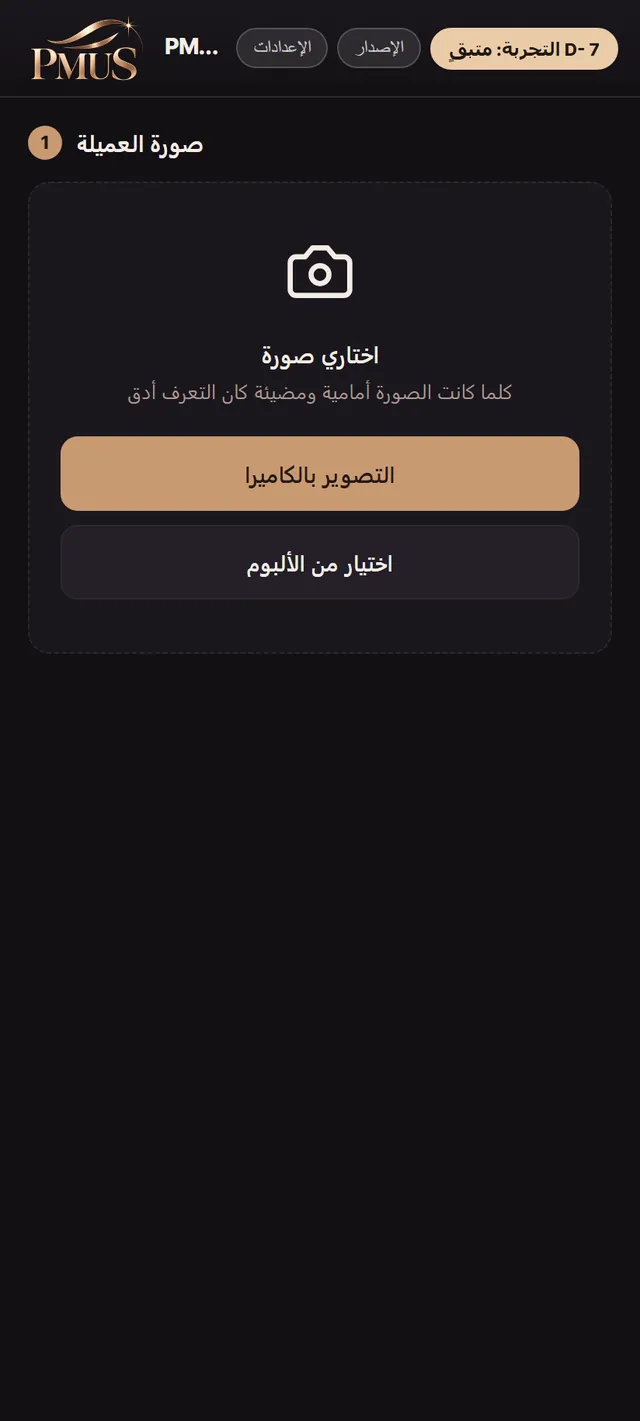 PMUS
PM...
الإعدادات
الإصدار
التجربة: متبقٍ D- 7
1
صورة العميلة
اختاري صورة
كلما كانت الصورة أمامية ومضيئة كان التعرف أدق
التصوير بالكاميرا
اختيار من الألبوم